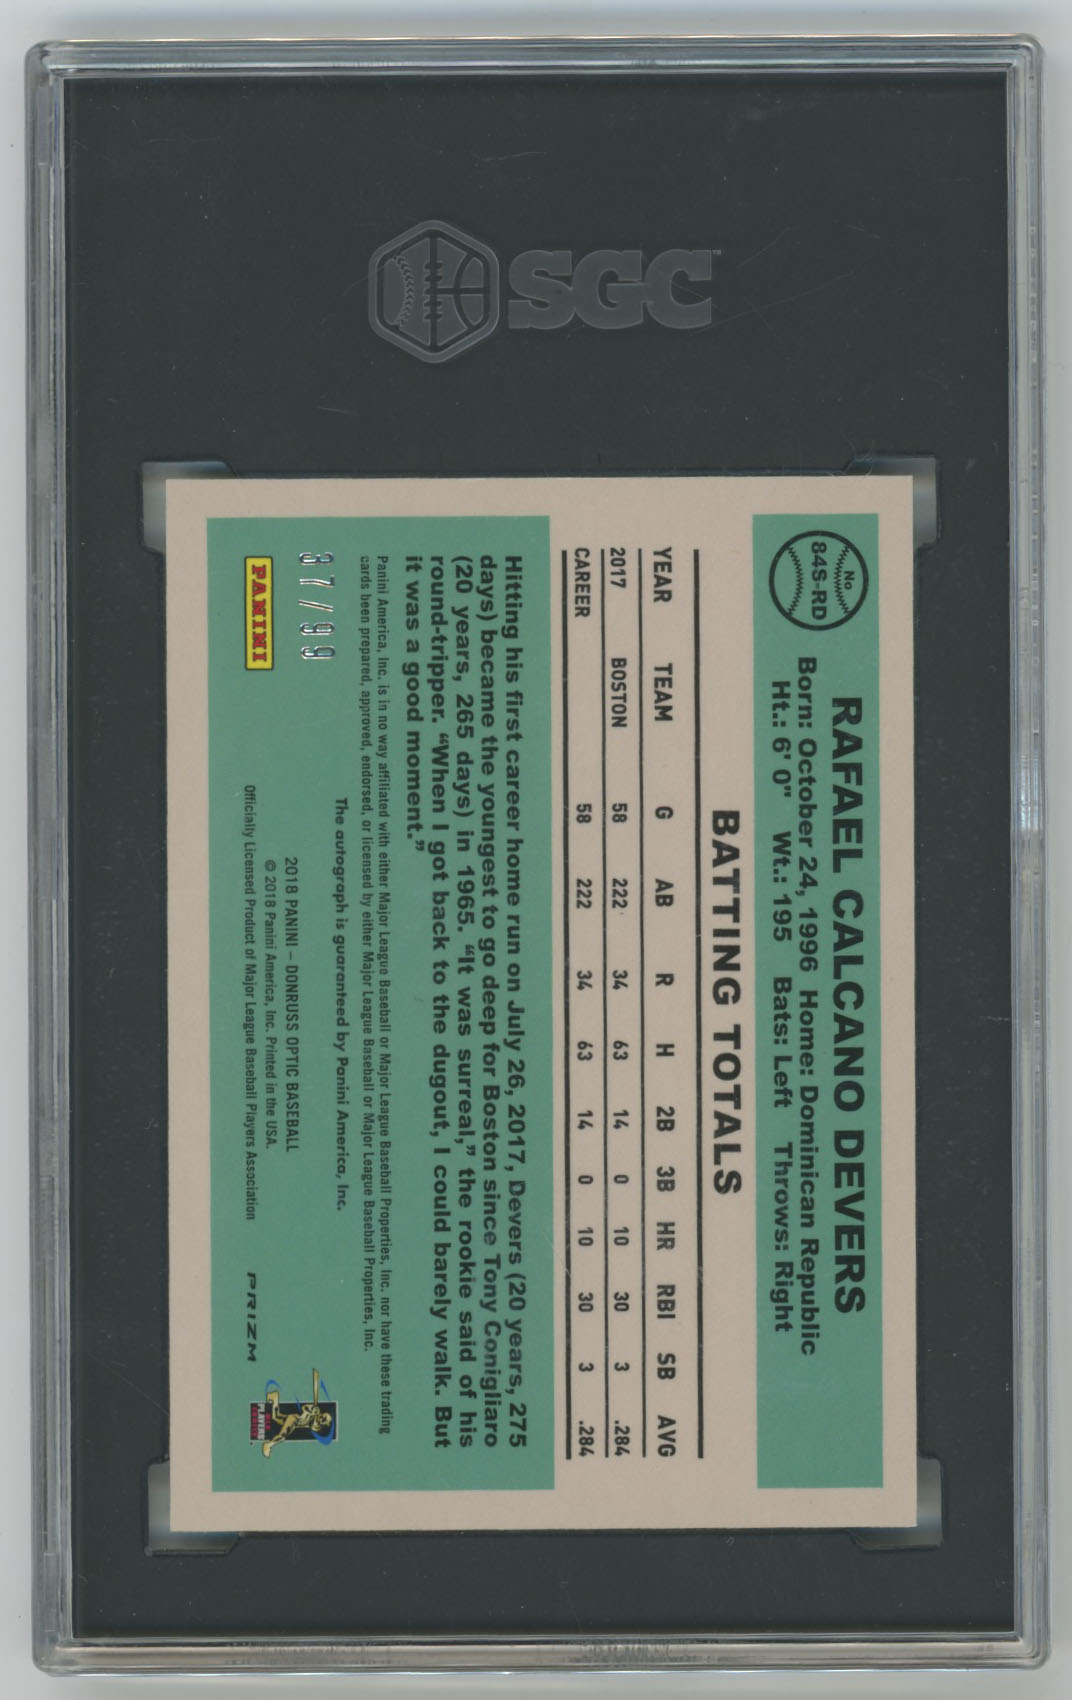 SGC
No
84S-RD
RAFAEL CALCANO DEVERS
Born: October 24, 1996 Home: Dominican Republic
Ht.: 6' 0" Wt.: 195 Bats: Left Throws: Right
BATTING TOTALS
YEAR TEAM G AB R H 2B 3B HR RBI SB AVG
2017 BOSTON 58 222 34 63 14 0 10 30 3 .284
CAREER 58 222 34 63 14 0 10 30 3 .284
Hitting his first career home run on July 26, 2017, Devers (20 years, 275
days) became the youngest to go deep for Boston since Tony Conigliaro
(20 years, 265 days) in 1965. “It was surreal,” the rookie said of his
round-tripper. “When I got back to the dugout, I could barely walk. But
it was a good moment.”
Panini America, Inc. is in no way affiliated with either Major League Baseball or Major League Baseball Properties, Inc. nor have these trading
cards been prepared, approved, endorsed, or licensed by either Major League Baseball or Major League Baseball Properties, Inc.
The autograph is guaranteed by Panini America, Inc.
37/99
2018 PANINI – DONRUSS OPTIC BASEBALL
© 2018 Panini America, Inc. Printed in the USA.
Officially Licensed Product of Major League Baseball Players Association
PANINI
PRIZM
PLAYERS